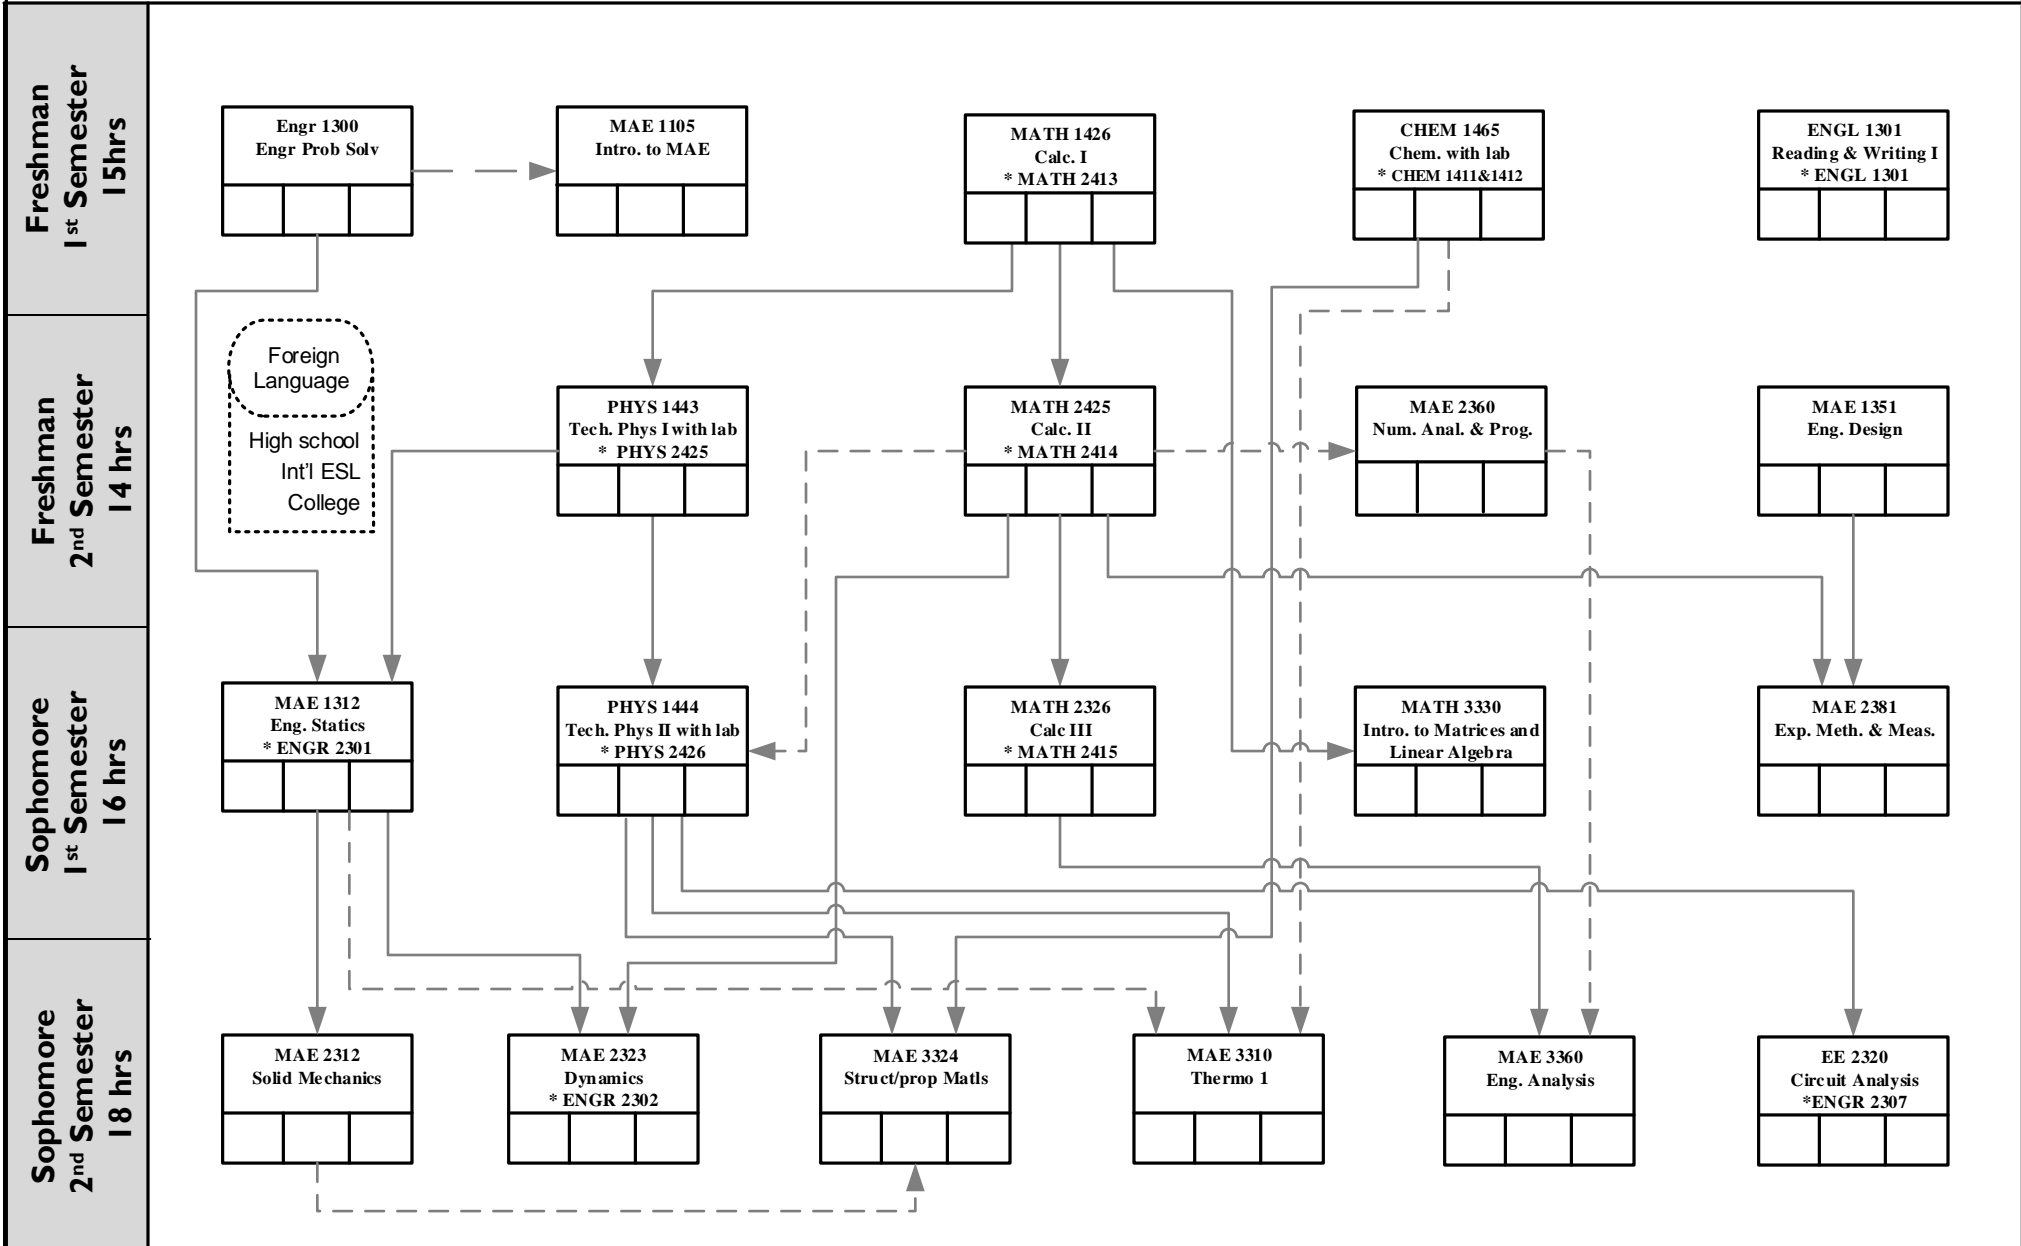 Freshman
1st Semester
15hrs
Engr 1300
Engr Prob Solv
MAE 1105
Intro. to MAE
MATH 1426
Calc. I
* MATH 2413
CHEM 1465
Chem. with lab
* CHEM 1411&1412
ENGL 1301
Reading & Writing I
* ENGL 1301
Freshman
2nd Semester
14 hrs
Foreign
Language
High school
Int'l ESL
College
PHYS 1443
Tech. Phys I with lab
* PHYS 2425
MATH 2425
Calc. II
* MATH 2414
MAE 2360
Num. Anal. & Prog.
MAE 1351
Eng. Design
Sophomore
1st Semester
16 hrs
MAE 1312
Eng. Statics
* ENGR 2301
PHYS 1444
Tech. Phys II with lab
* PHYS 2426
MATH 2326
Calc III
* MATH 2415
MATH 3330
Intro. to Matrices and
Linear Algebra
MAE 2381
Exp. Meth. & Meas.
Sophomore
2nd Semester
18 hrs
MAE 2312
Solid Mechanics
MAE 2323
Dynamics
* ENGR 2302
MAE 3324
Struct/prop Matls
MAE 3310
Thermo 1
MAE 3360
Eng. Analysis
EE 2320
Circuit Analysis
*ENGR 2307